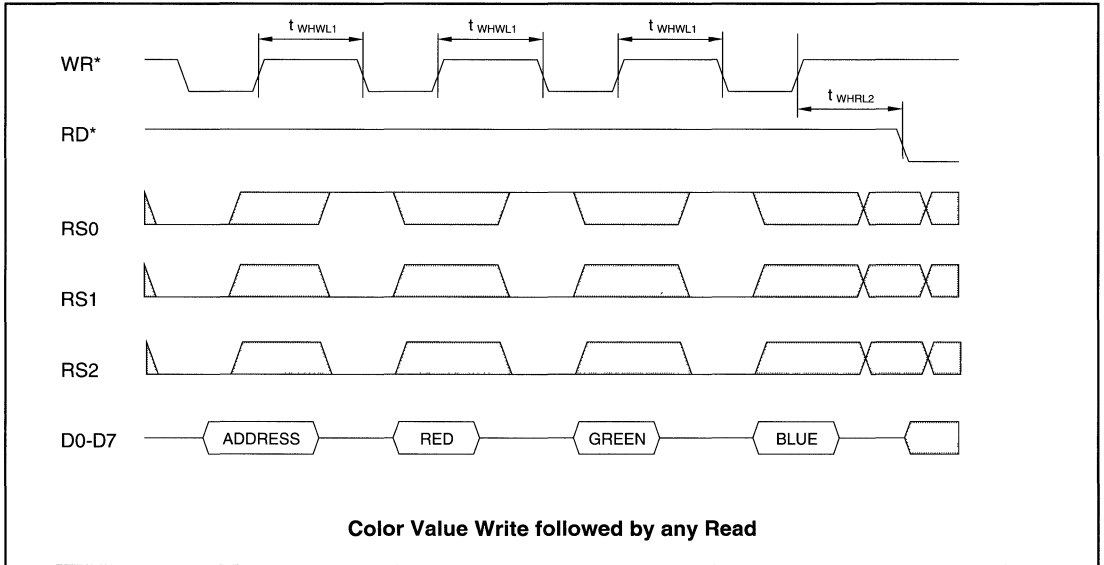 t WHWL1 t WHWL1 t WHWL1
WR*
t WHRL2
RD*
RS0
RS1
RS2
D0-D7 ADDRESS RED GREEN BLUE
Color Value Write followed by any Read